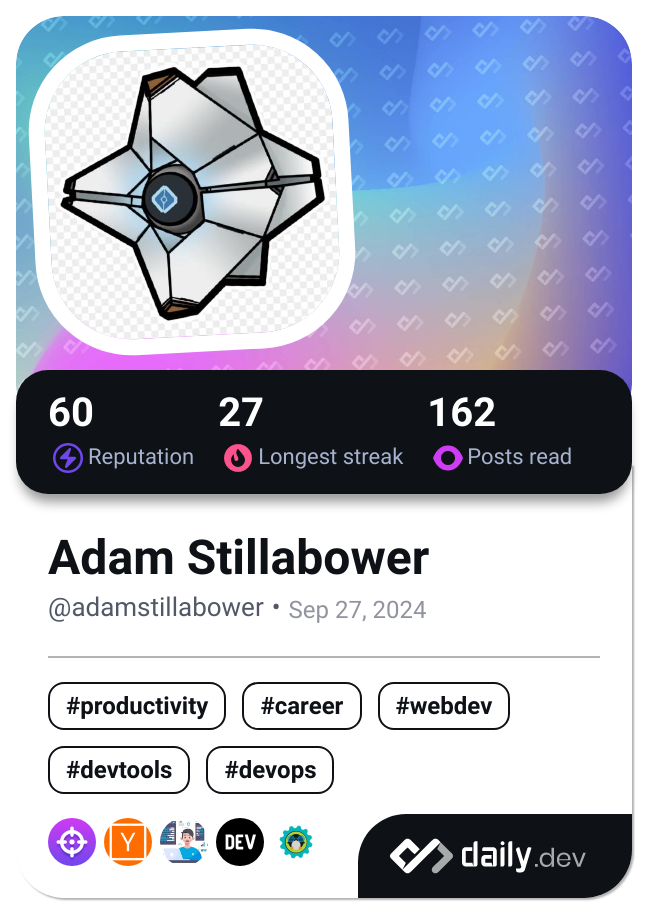 60 27 162
Reputation Longest streak Posts read
Adam Stillabower
@adamstillabower • Sep 27, 2024
#productivity #career #webdev
#devtools #devops
Y DEV
daily.dev